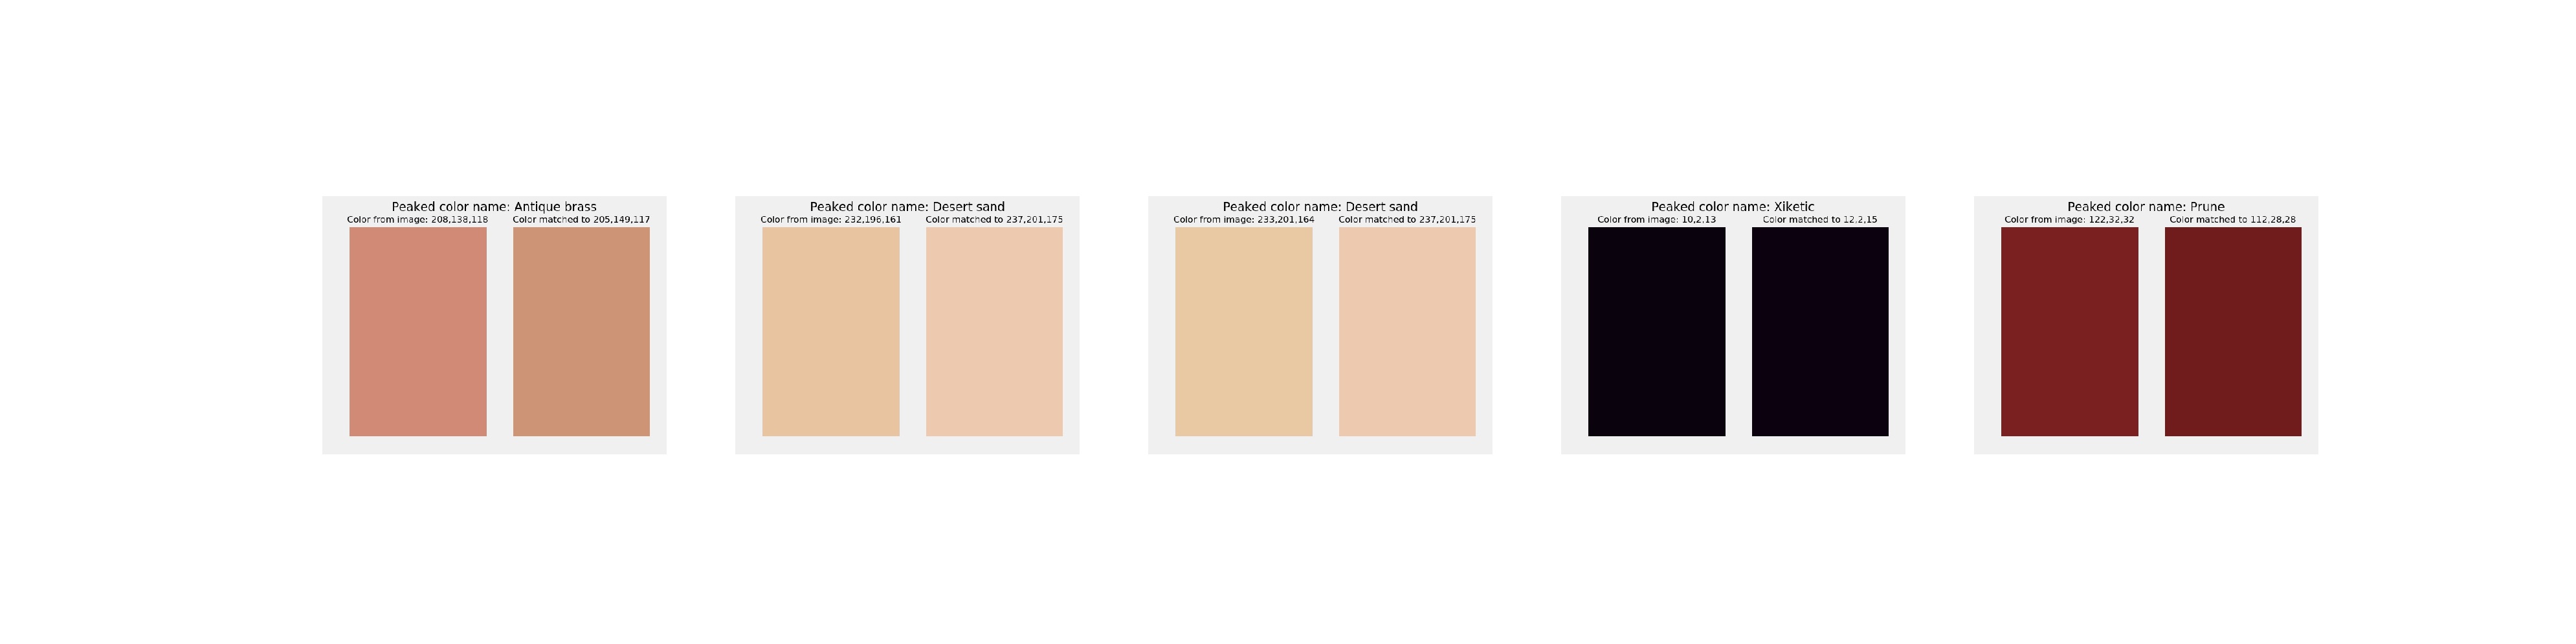 Peaked color name: Antique brass
Color from image: 208,138,118
Color matched to 205,149,117
Peaked color name: Desert sand
Color from image: 232,196,161
Color matched to 237,201,175
Peaked color name: Desert sand
Color from image: 233,201,164
Color matched to 237,201,175
Peaked color name: Xiketic
Color from image: 10,2,13
Color matched to 12,2,15
Peaked color name: Prune
Color from image: 122,32,32
Color matched to 112,28,28